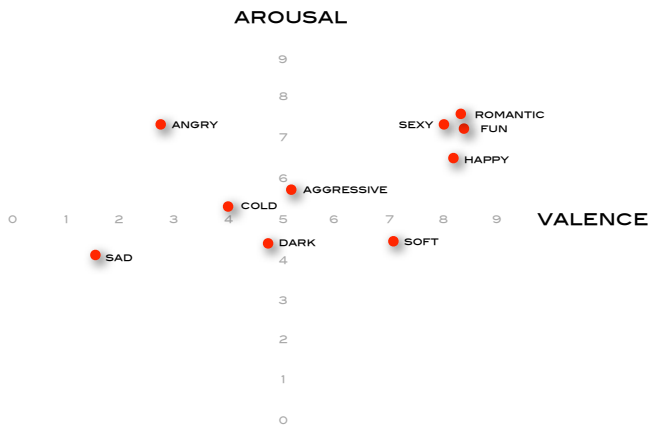 AROUSAL
9
8
ROMANTIC
ANGRY
SEXY
FUN
7
HAPPY
6
AGGRESSIVE
COLD
0 1 2 3 4 5 6 7 8 9 VALENCE
DARK
SOFT
SAD
4
3
2
1
0